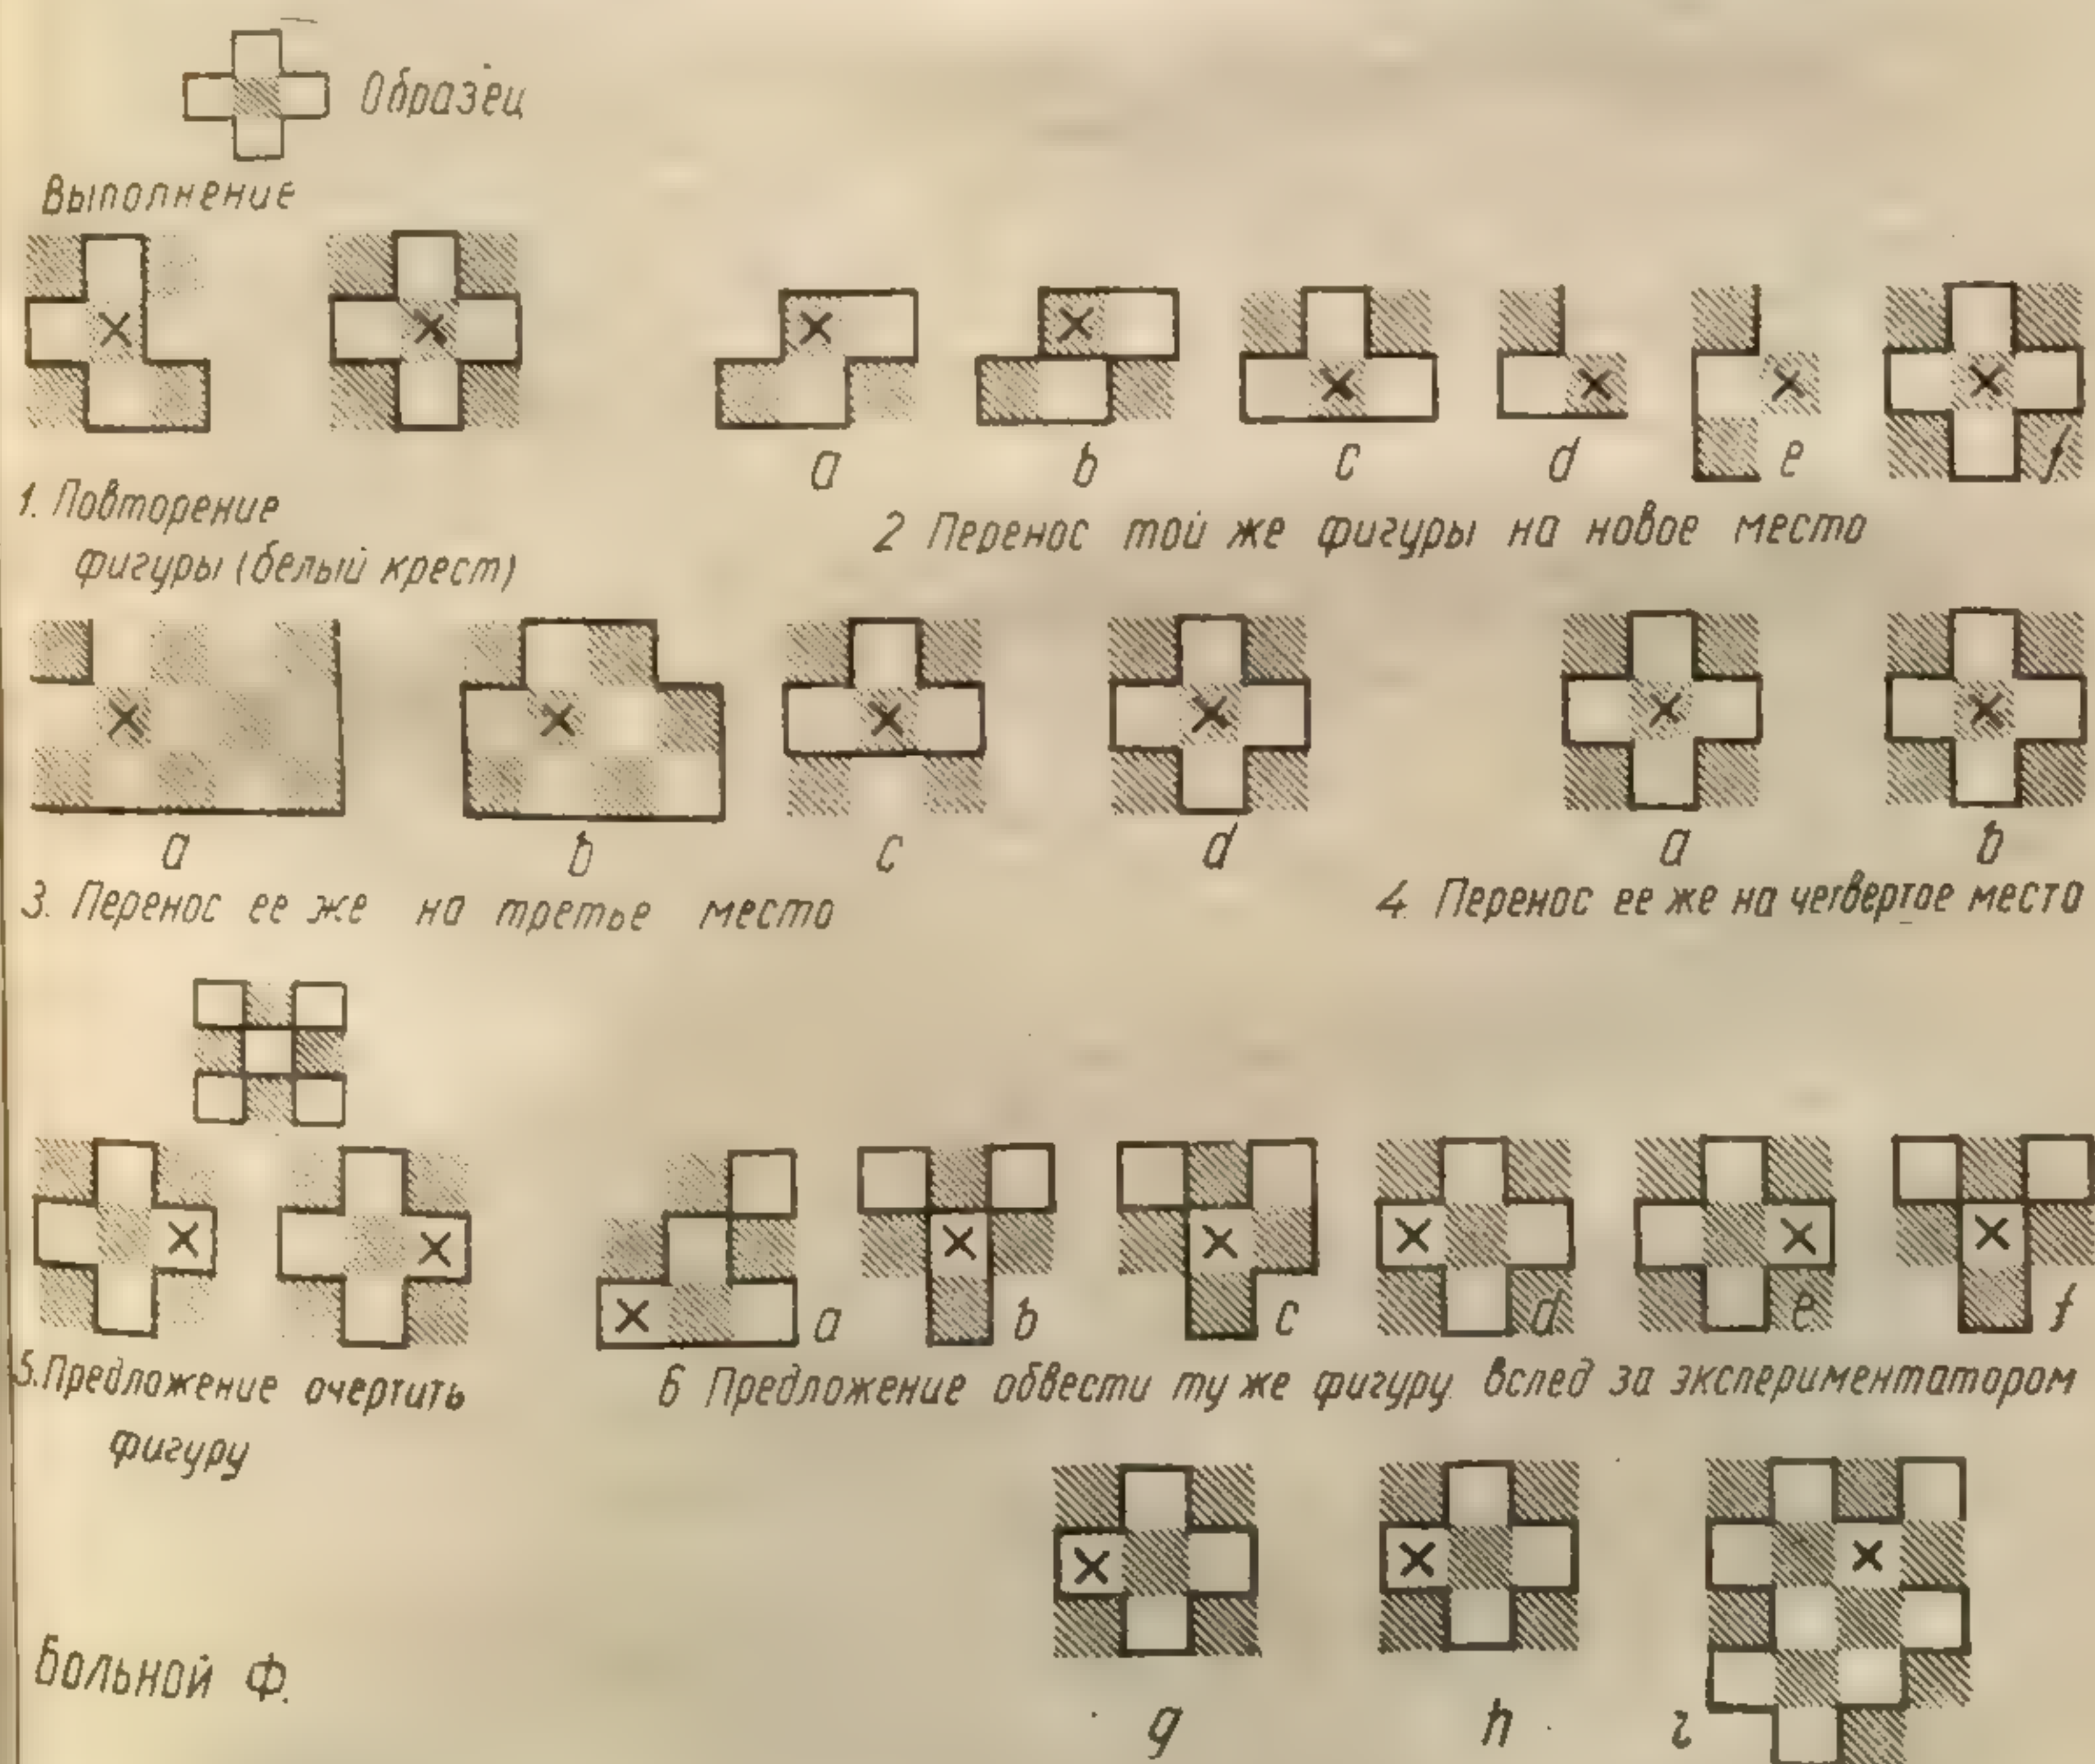 Образец
Выполнение
a b c d e f
1. Повторение
фигуры (белый крест)
2 Перенос той же фигуры на новое место
a b c d
a b
3. Перенос ее же на третье место
4 Перенос ее же на четвертое место
a b c d e f
5. Предложение очертить
фигуру
6 Предложение обвести ту же фигуру вслед за экспериментатором
g h i
Больной Ф.